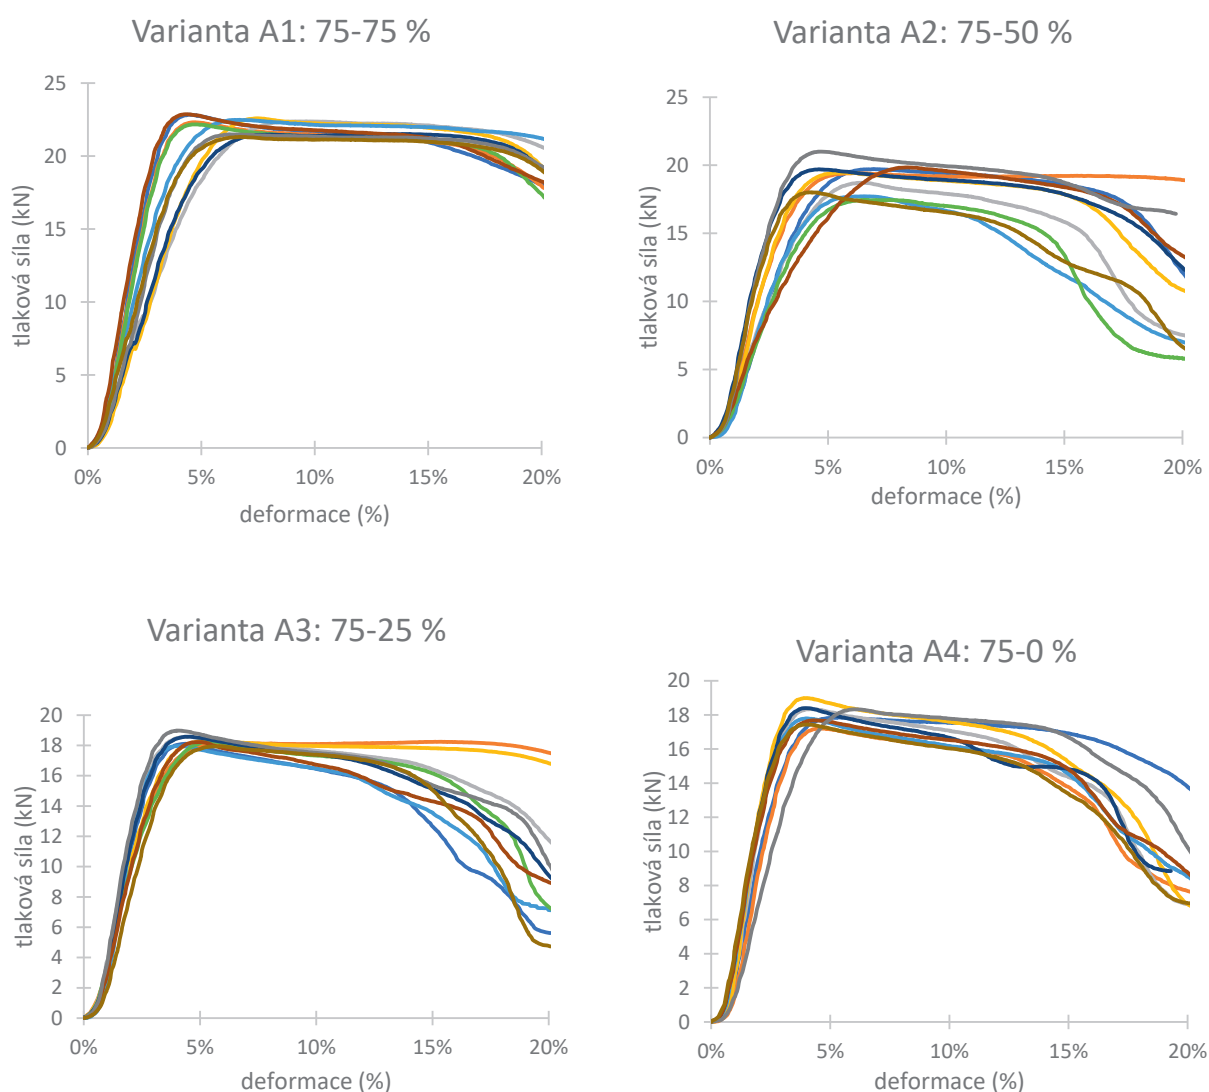 Varianta A1: 75-75 %
25
20
15
10
5
0
0% 5% 10% 15% 20%
tlaková síla (kN)
deformace (%)
Varianta A2: 75-50 %
25
20
15
10
5
0
0% 5% 10% 15% 20%
tlaková síla (kN)
deformace (%)
Varianta A3: 75-25 %
20
18
16
14
12
10
8
6
4
2
0
0% 5% 10% 15% 20%
tlaková síla (kN)
deformace (%)
Varianta A4: 75-0 %
20
18
16
14
12
10
8
6
4
2
0
0% 5% 10% 15% 20%
tlaková síla (kN)
deformace (%)